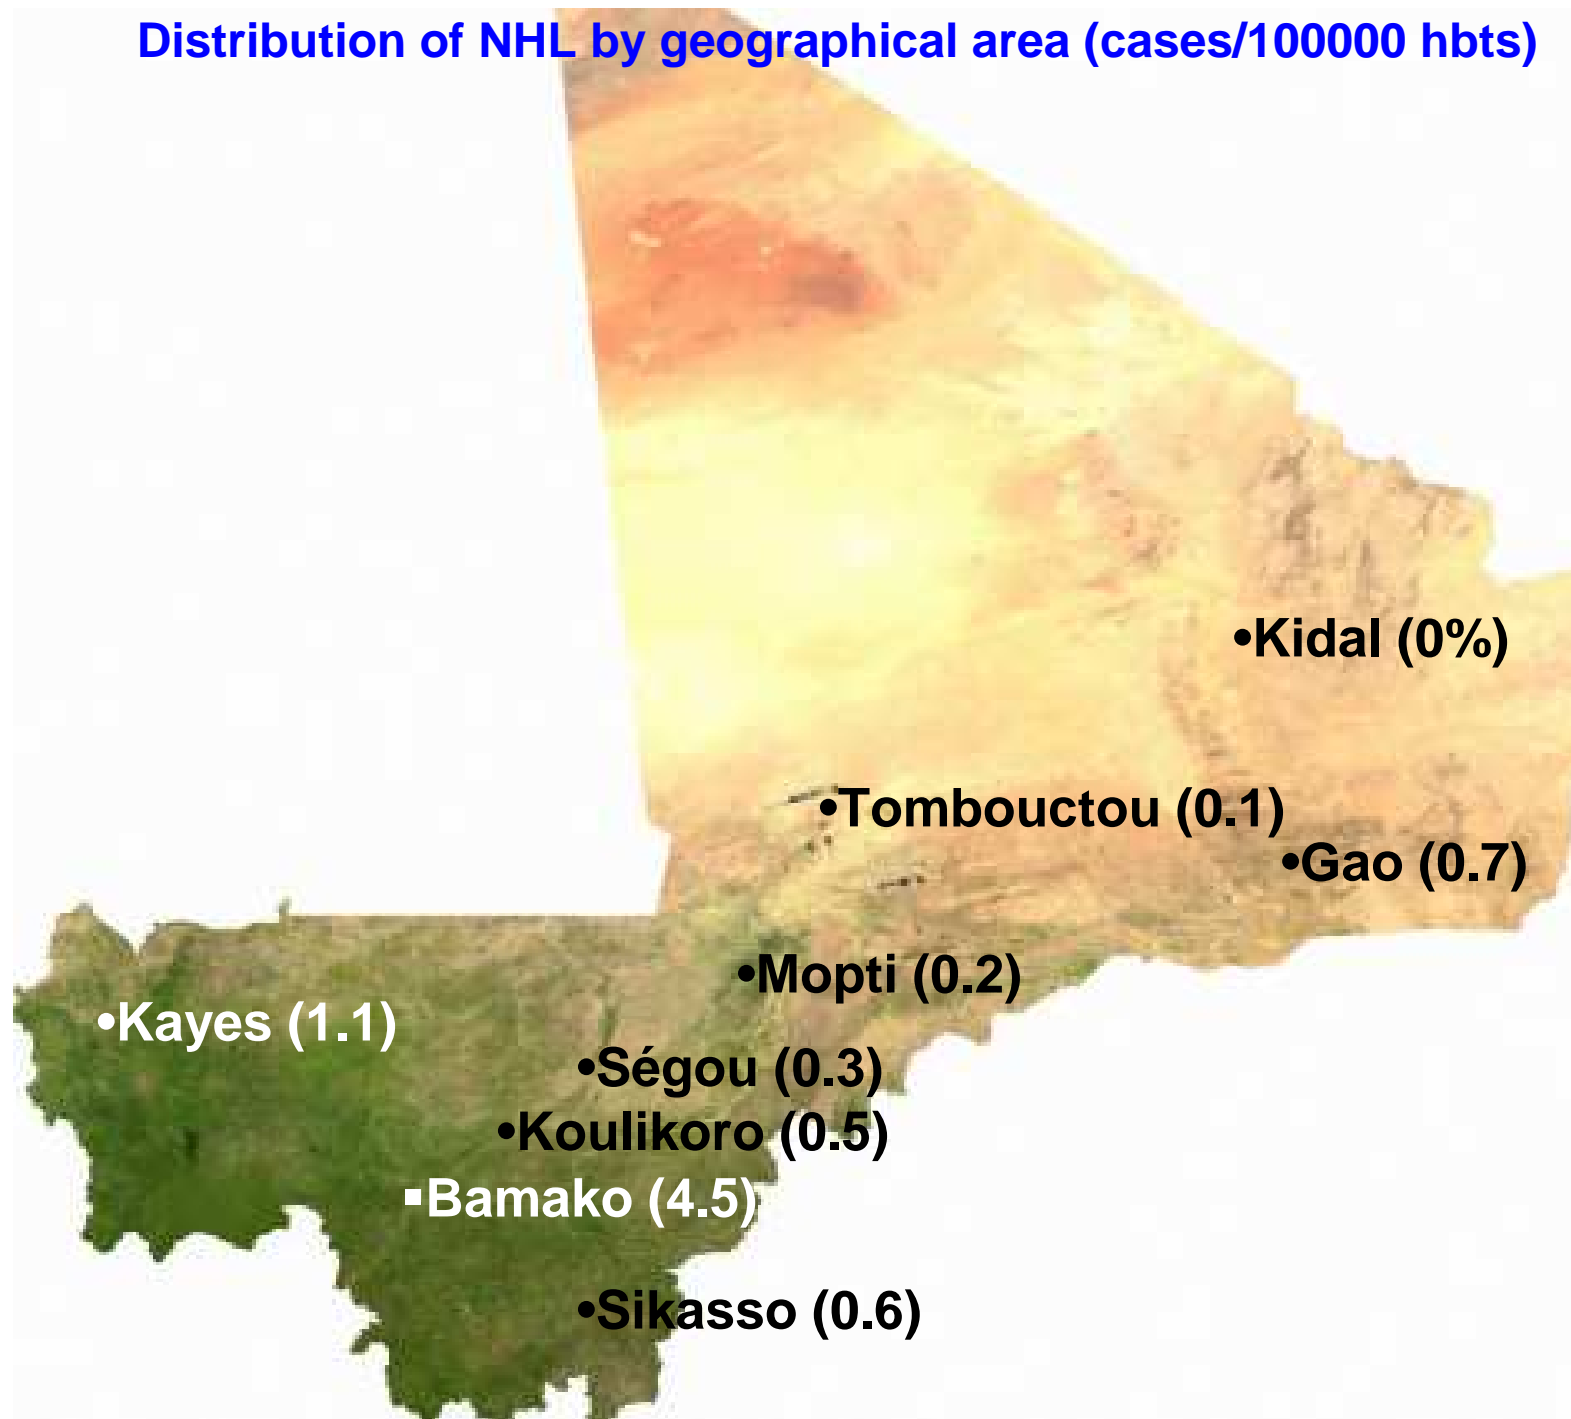 Distribution of NHL by geographical area (cases/100000 hbts)
•Kidal (0%)
•Tombouctou (0.1)
•Gao (0.7)
•Mopti (0.2)
•Kayes (1.1)
•Ségou (0.3)
•Koulikoro (0.5)
▪Bamako (4.5)
•Sikasso (0.6)